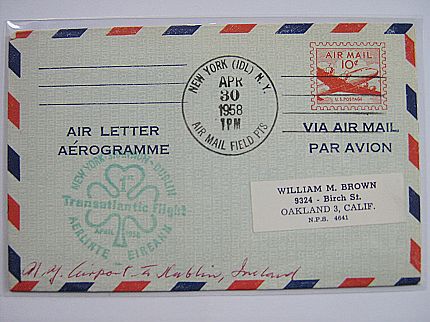 AIR MAIL
10¢
U.S. POSTAGE
NEW YORK (IDL) N.Y.
APR
30
1958
1 PM
AIR MAIL FIELD PTS
AIR LETTER
AÉROGRAMME
VIA AIR MAIL
PAR AVION
NEW YORK-SHANNON-DUBLIN
1st
Transatlantic Flight
April 1958
AERLINTE EIREANN
WILLIAM M. BROWN
9324 - Birch St.
OAKLAND 3, CALIF.
N.P.B. 4641
N.Y. Airport to Dublin, Ireland